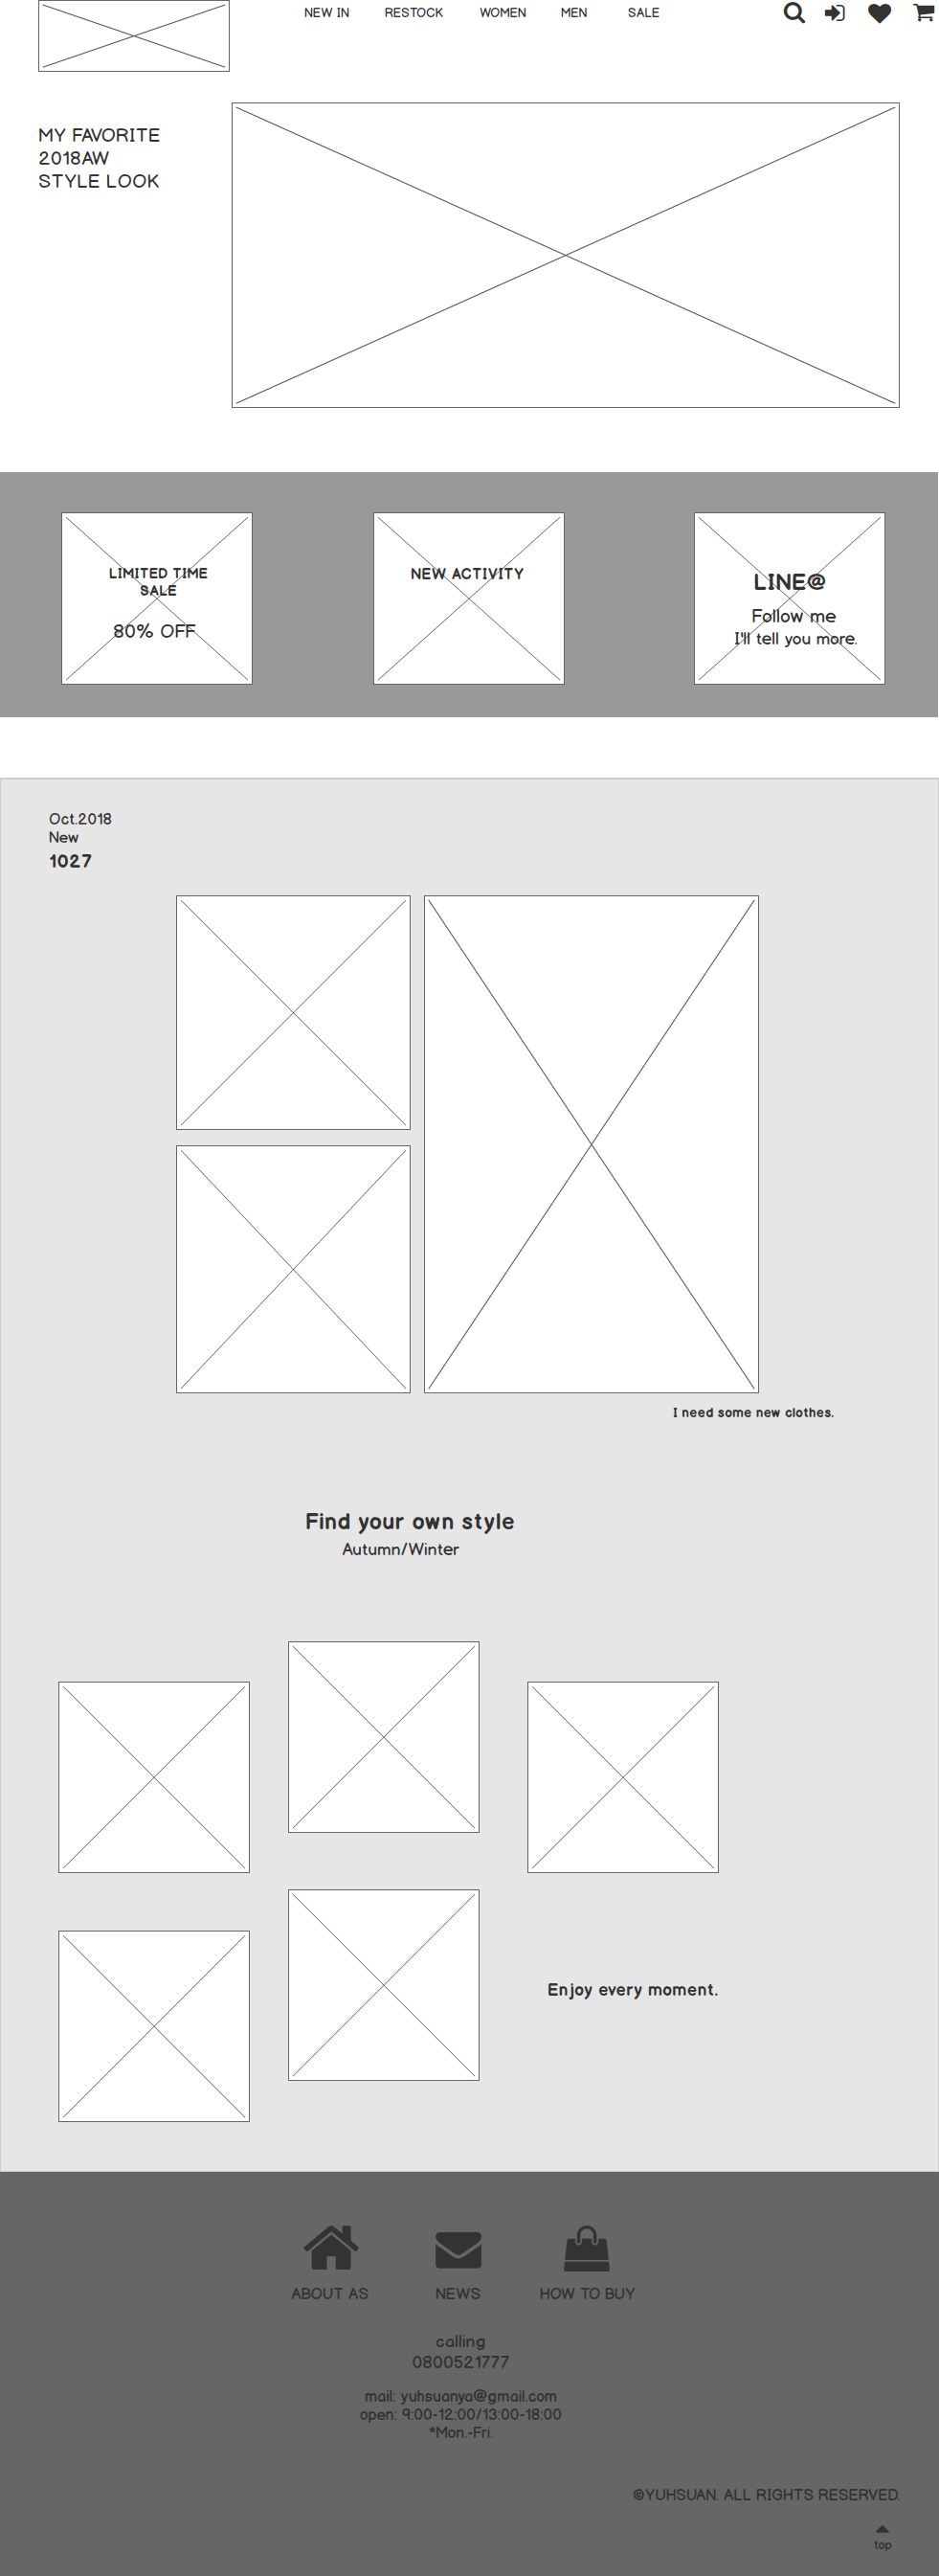 NEW IN
RESTOCK
WOMEN
MEN
SALE
MY FAVORITE
2018AW
STYLE LOOK
LIMITED TIME
SALE
80% OFF
NEW ACTIVITY
LINE@
Follow me
I'll tell you more.
Oct.2018
New
1027
I need some new clothes.
Find your own style
Autumn/Winter
Enjoy every moment.
ABOUT AS
NEWS
HOW TO BUY
calling
0800521777
mail: yuhsuanya@gmail.com
open: 9:00-12:00/13:00-18:00
*Mon.-Fri.
©YUHSUAN. ALL RIGHTS RESERVED.
top